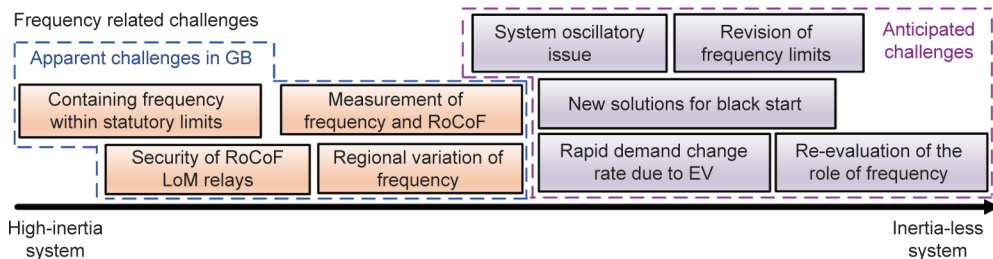 Frequency related challenges
Apparent challenges in GB
Containing frequency
within statutory limits
Measurement of
frequency and RoCoF
Security of RoCoF
LoM relays
Regional variation of
frequency
System oscillatory
issue
Revision of
frequency limits
Anticipated
challenges
New solutions for black start
Rapid demand change
rate due to EV
Re-evaluation of the
role of frequency
High-inertia
system
Inertia-less
system